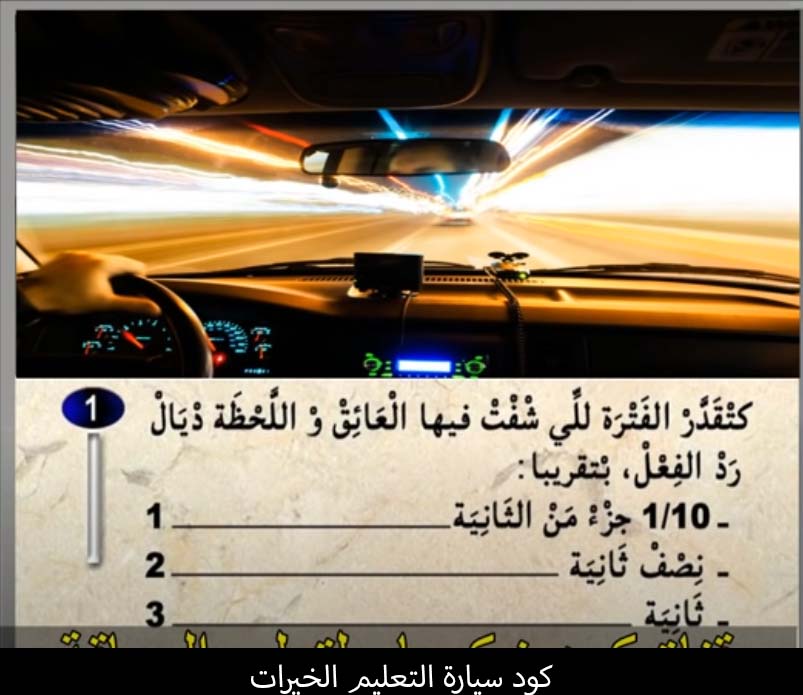 1
كتْقَدَّرْ الفَتْرَة للِّي شْفْتْ فيها الْعَائِقْ وْ اللَّحْظَة دْيَالْ
رَدْ الفِعْلْ، بْتقريبا:
- 1/10 جزْءْ مَنْ الثَانِيَة 1
- نِصْفْ ثَانِيَة 2
- ثَانِيَة 3
كود سيارة التعليم الخيرات